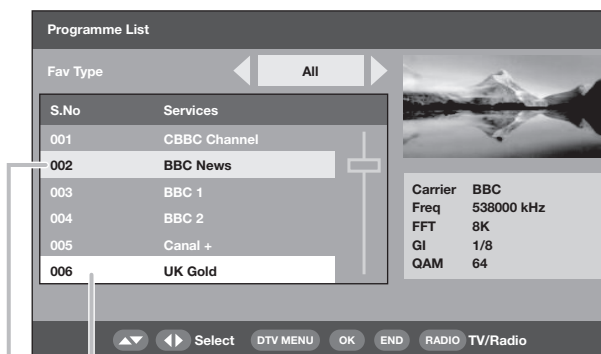 Programme List
Fav Type All
S.No Services
001 CBBC Channel
002 BBC News
003 BBC 1
004 BBC 2
005 Canal +
006 UK Gold
Carrier BBC
Freq 538000 kHz
FFT 8K
GI 1/8
QAM 64
Select DTV MENU OK END RADIO TV/Radio